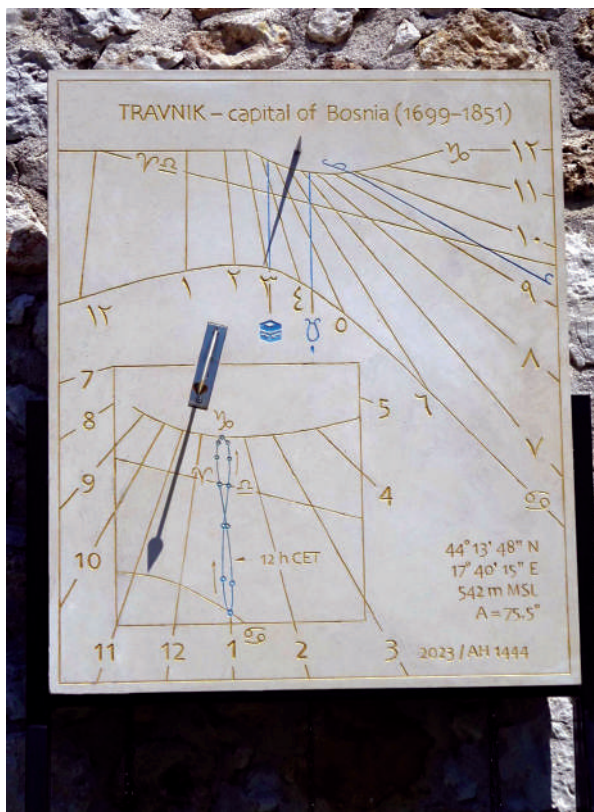 TRAVNIK – capital of Bosnia (1699–1851)
♈ ♎ ♑ ١٢
١١
١٠
٩
١٢ ١ ٢ ٣ ٤ ٥
♉
٨
٦
٧
♋
7
8
5
♑
♈ ♎
9
4
10
12 h CET
44° 13' 48" N
17° 40' 15" E
542 m MSL
A = 75.5°
♋
11 12 1 2 3
2023 / AH 1444